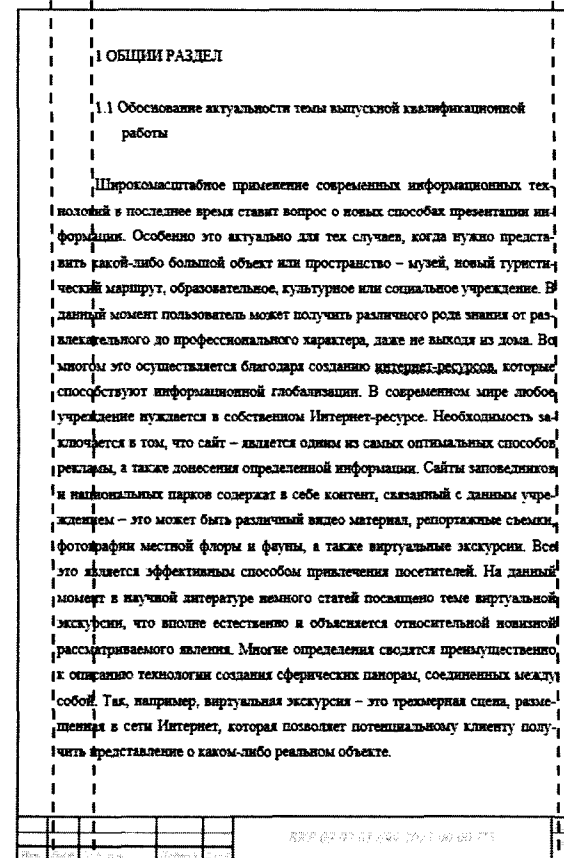 1 ОБЩИИ РАЗДЕЛ
1.1 Обоснование актуальности темы выпускной квалификационной
работы
Широкомасштабное применение современных информационных тех-
нологий в последнее время ставит вопрос о новых способах презентации ин-
формации. Особенно это актуально для тех случаев, когда нужно предста-
вить какой-либо большой объект или пространство – музей, новый туристи-
ческий маршрут, образовательное, культурное или социальное учреждение. В
данный момент пользователь может получить различного рода знания от раз-
влекательного до профессионального характера, даже не выходя из дома. Во
многом это осуществляется благодаря созданию интернет-ресурсов, которые
способствуют информационной глобализации. В современном мире любое
учреждение нуждается в собственном Интернет-ресурсе. Необходимость за-
ключается в том, что сайт – является одним из самых оптимальных способов
рекламы, а также донесения определенной информации. Сайты заповедников
и национальных парков содержат в себе контент, связанный с данным учре-
ждением – это может быть различный видео материал, репортажные съемки,
фотографии местной флоры и фауны, а также виртуальные экскурсии. Все
это является эффективным способом привлечения посетителей. На данный
момент в научной литературе немного статей посвящено теме виртуальной
экскурсии, что вполне естественно и объясняется относительной новизной
рассматриваемого явления. Многие определения сводятся преимущественно
к описанию технологии создания сферических панорам, соединенных между
собой. Так, например, виртуальная экскурсия – это трехмерная сцена, разме-
щенная в сети Интернет, которая позволяет потенциальному клиенту полу-
чить представление о каком-либо реальном объекте.